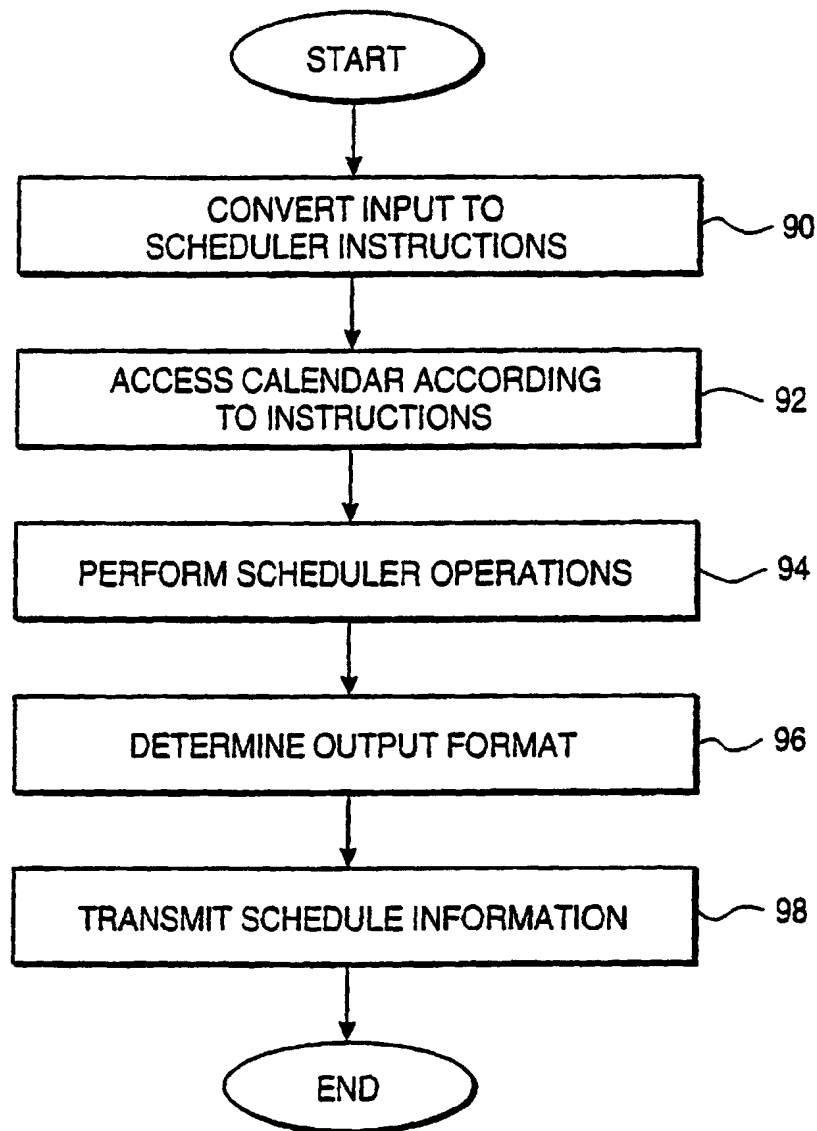 START
CONVERT INPUT TO
SCHEDULER INSTRUCTIONS
90
ACCESS CALENDAR ACCORDING
TO INSTRUCTIONS
92
PERFORM SCHEDULER OPERATIONS
94
DETERMINE OUTPUT FORMAT
96
TRANSMIT SCHEDULE INFORMATION
98
END